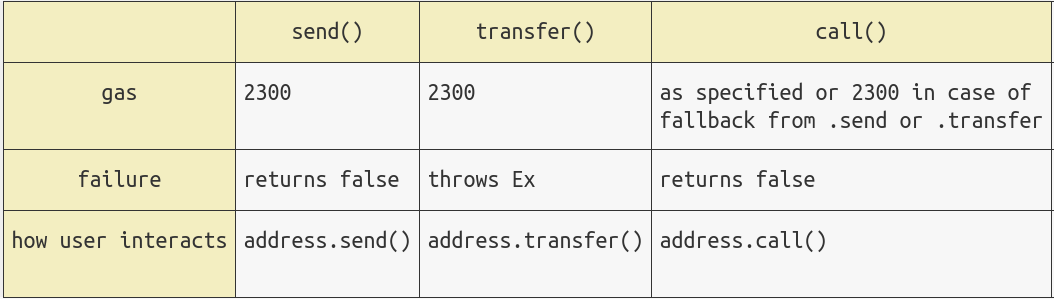 send() transfer() call()
gas 2300 2300 as specified or 2300 in case of
fallback from .send or .transfer
failure returns false throws Ex returns false
how user interacts address.send() address.transfer() address.call()